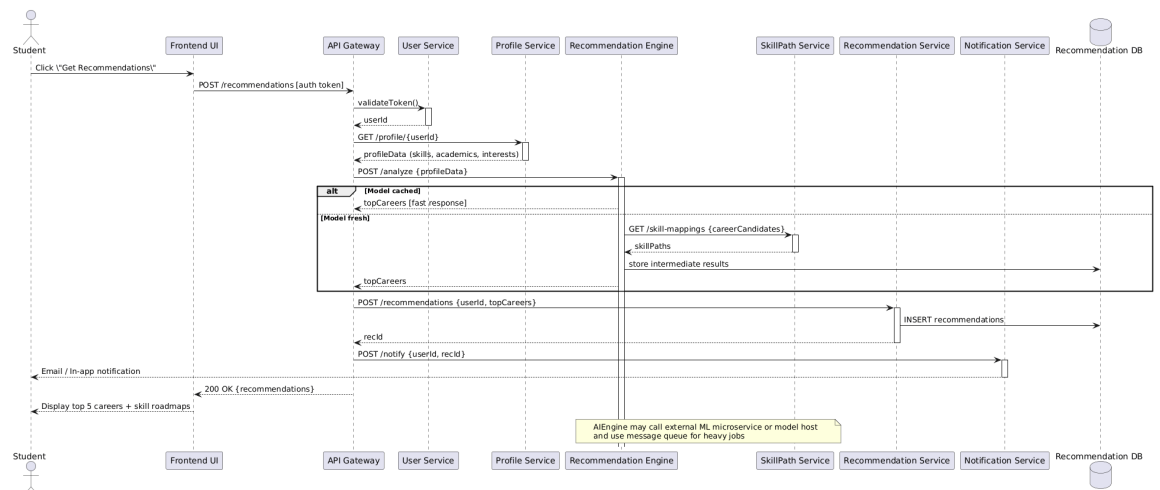 Student
Frontend UI
API Gateway
User Service
Profile Service
Recommendation Engine
SkillPath Service
Recommendation Service
Notification Service
Recommendation DB
Click \"Get Recommendations\"
POST /recommendations [auth token]
validateToken()
userId
GET /profile/{userId}
profileData (skills, academics, interests)
POST /analyze {profileData}
alt [Model cached]
topCareers [fast response]
[Model fresh]
GET /skill-mappings {careerCandidates}
skillPaths
store intermediate results
topCareers
POST /recommendations {userId, topCareers}
INSERT recommendations
recId
POST /notify {userId, recId}
Email / In-app notification
200 OK {recommendations}
Display top 5 careers + skill roadmaps
AIEngine may call external ML microservice or model host
and use message queue for heavy jobs
Student
Frontend UI
API Gateway
User Service
Profile Service
Recommendation Engine
SkillPath Service
Recommendation Service
Notification Service
Recommendation DB